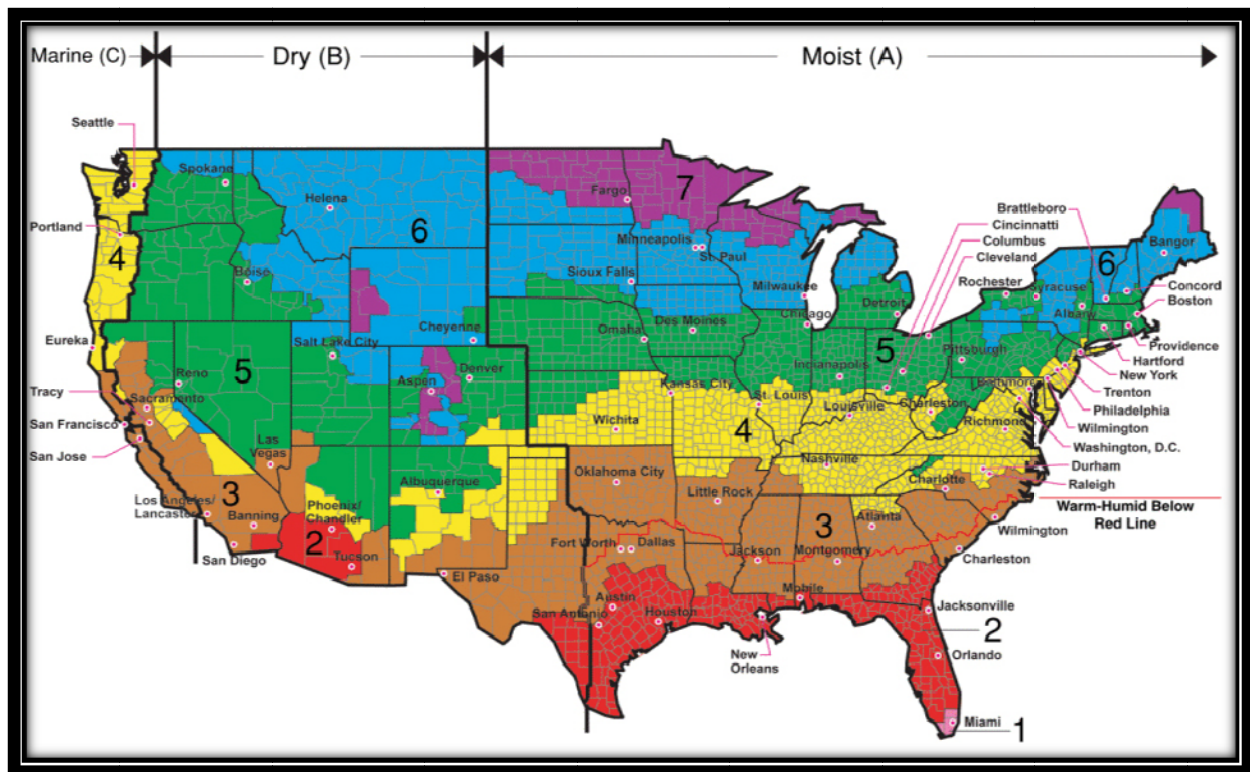 Marine (C)
Dry (B)
Moist (A)
Seattle
Spokane
Helena
6
Fargo
7
Portland
4
Minneapolis
St. Paul
Brattleboro
Cincinnatti
Columbus
Cleveland
Bangor
6
Boise
Sioux Falls
Milwaukee
Rochester
Syracuse
Concord
Boston
Detroit
Albany
Eureka
Cheyenne
Omaha
Des Moines
Chicago
Salt Lake City
Providence
Hartford
New York
Reno
5
Aspen
Denver
Indianapolis
5
Pittsburgh
Trenton
Tracy
Sacramento
Kansas City
St. Louis
Baltimore
Philadelphia
San Francisco
Wichita
4
Louisville
Charleston
Richmond
Wilmington
San Jose
Las
Vegas
Washington, D.C.
Nashville
Durham
Oklahoma City
Charlotte
Raleigh
3
Albuquerque
Los Angeles/
Lancaster
Banning
Phoenix/
Chandler
2
Little Rock
3
Atlanta
Warm-Humid Below
Red Line
Wilmington
San Diego
Tucson
El Paso
Fort Worth
Dallas
Jackson
Montgomery
Charleston
Austin
San Antonio
Houston
Mobile
Jacksonville
2
New
Orleans
Orlando
Miami
1